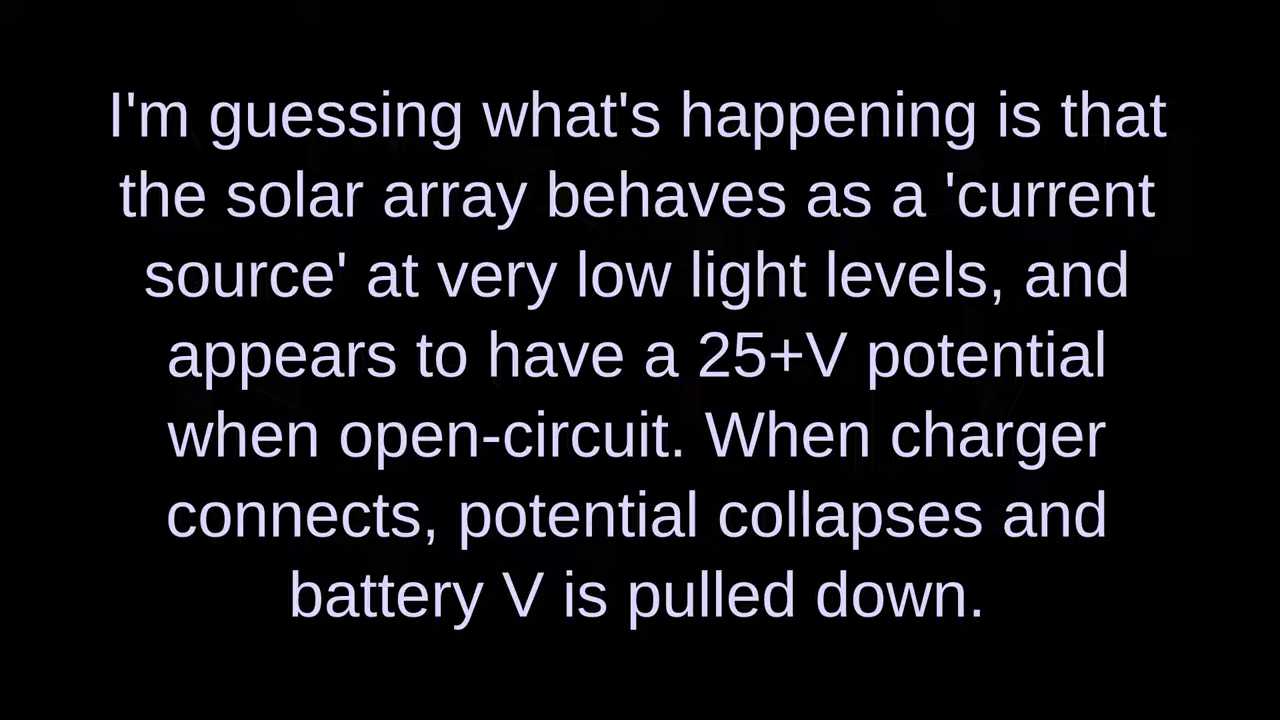 I'm guessing what's happening is that
the solar array behaves as a 'current
source' at very low light levels, and
appears to have a 25+V potential
when open-circuit. When charger
connects, potential collapses and
battery V is pulled down.